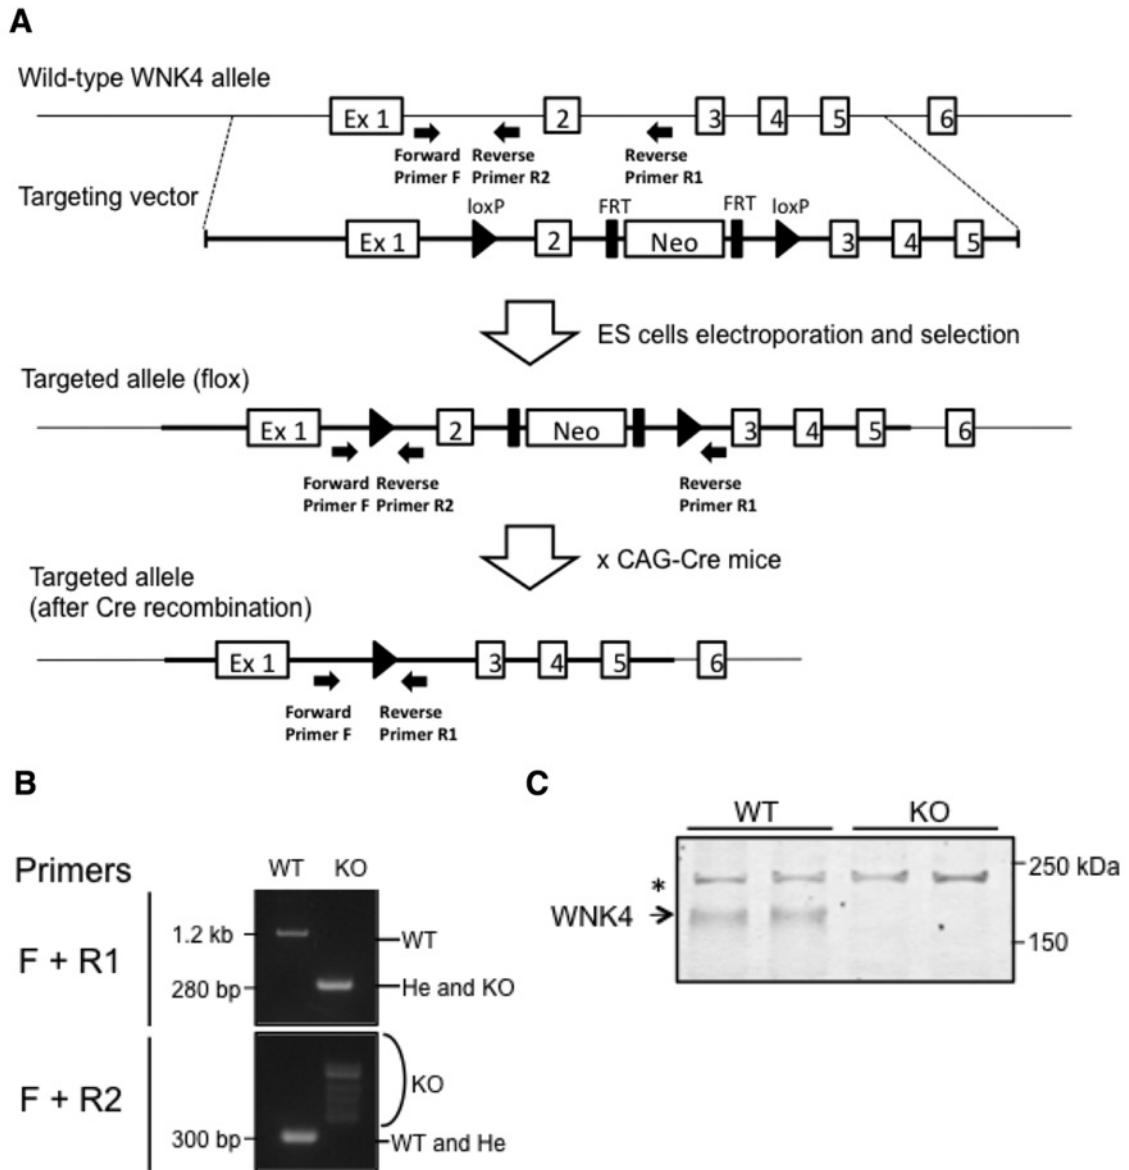 A
Wild-type WNK4 allele
Ex 1 2 3 4 5 6
Forward Reverse Reverse
Primer F Primer R2 Primer R1
Targeting vector
loxP FRT FRT loxP
Ex 1 2 Neo 3 4 5
ES cells electroporation and selection
Targeted allele (flox)
Ex 1 2 Neo 3 4 5 6
Forward Reverse Reverse
Primer F Primer R2 Primer R1
x CAG-Cre mice
Targeted allele
(after Cre recombination)
Ex 1 3 4 5 6
Forward Reverse
Primer F Primer R1
B
Primers WT KO
F + R1
1.2 kb WT
280 bp He and KO
F + R2
KO
300 bp WT and He
C
WT KO
250 kDa
*
WNK4
150